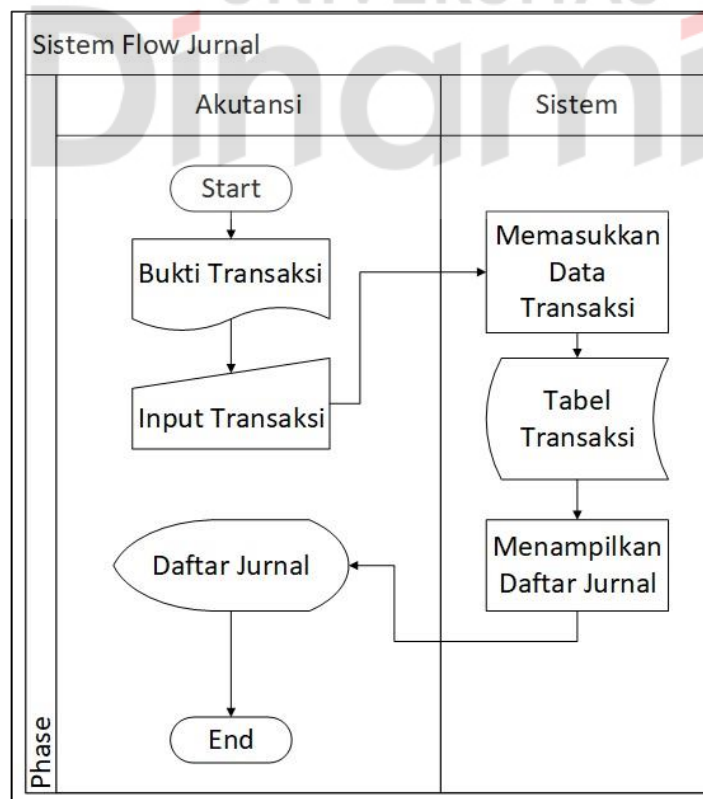 UNIVERSITAS
Dinami
Sistem Flow Jurnal
Akutansi
Sistem
Start
Bukti Transaksi
Input Transaksi
Memasukkan
Data
Transaksi
Tabel
Transaksi
Menampilkan
Daftar Jurnal
Daftar Jurnal
End
Phase